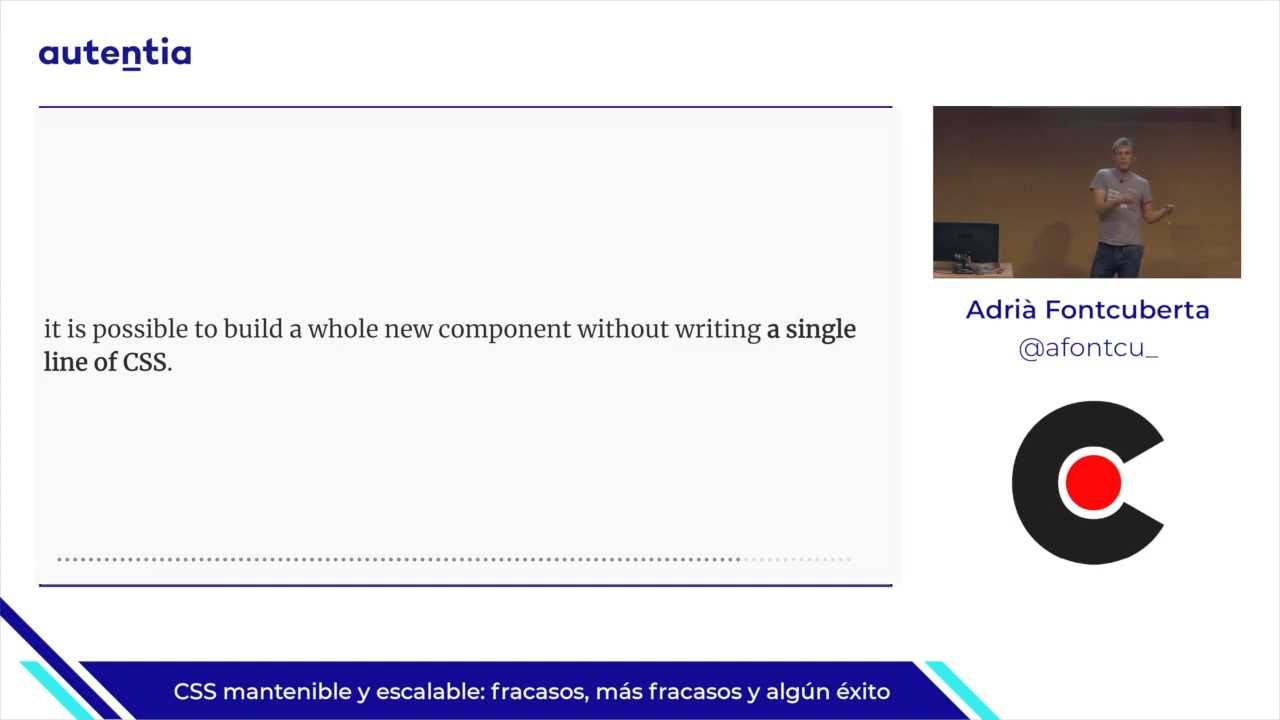 autentia
it is possible to build a whole new component without writing a single
line of CSS.
Adrià Fontcuberta
@afontcu_
CSS mantenible y escalable: fracasos, más fracasos y algún éxito